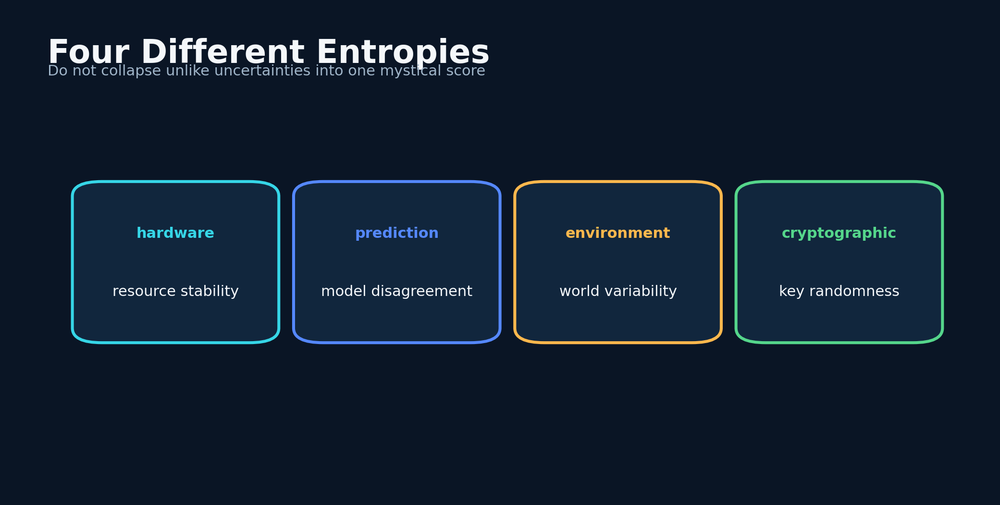 Four Different Entropies
Do not collapse unlike uncertainties into one mystical score
hardware
resource stability
prediction
model disagreement
environment
world variability
cryptographic
key randomness